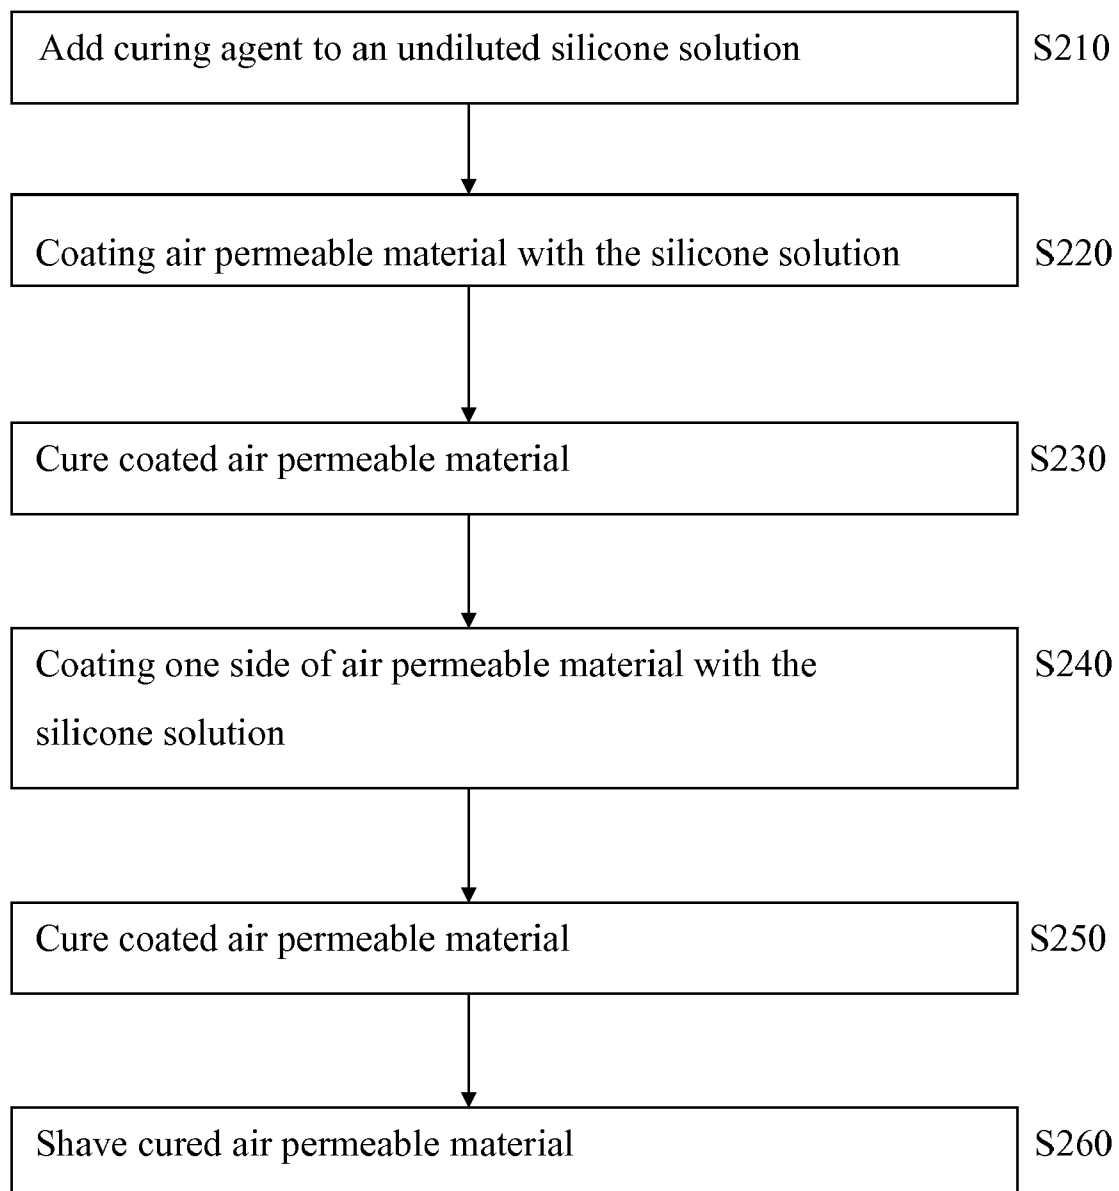 Add curing agent to an undiluted silicone solution S210
Coating air permeable material with the silicone solution S220
Cure coated air permeable material S230
Coating one side of air permeable material with the S240
silicone solution
Cure coated air permeable material S250
Shave cured air permeable material S260